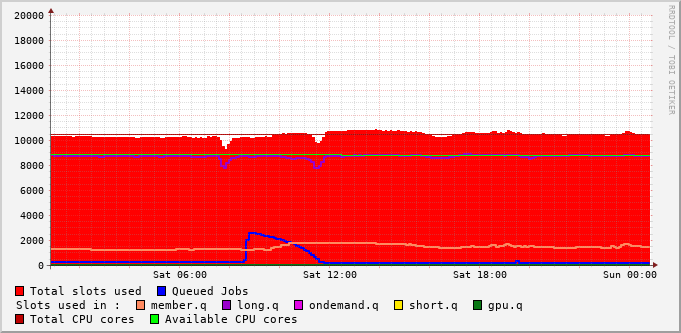 20000
18000
16000
14000
12000
10000
8000
6000
4000
2000
0
Sat 06:00 Sat 12:00 Sat 18:00 Sun 00:00
RRDTOOL / TOBI OETIKER
Total slots used Queued Jobs
Slots used in : member.q long.q ondemand.q short.q gpu.q
Total CPU cores Available CPU cores